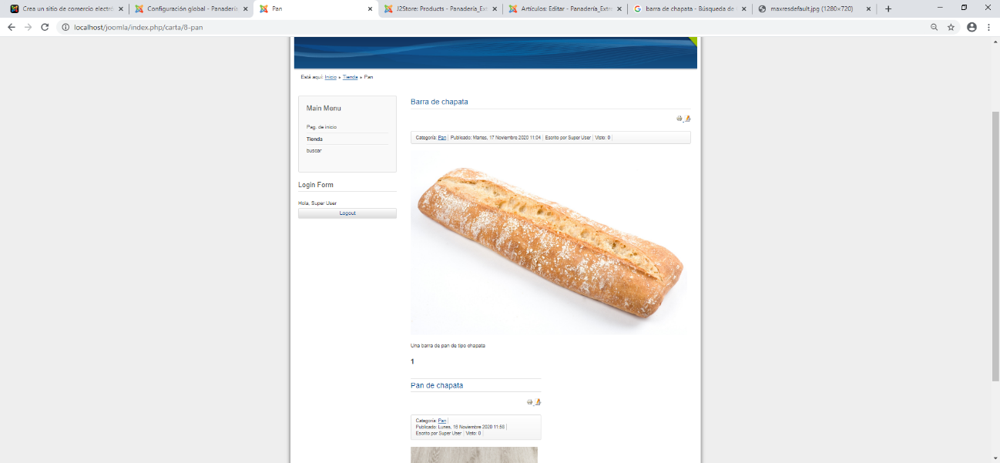 Crea un sitio de comercio electró
Configuración global - Panadería
Pan
J2Store: Products - Panadería_Ext
Artículos: Editar - Panadería_Extre
barra de chapata - Búsqueda de
maxresdefault.jpg (1280×720)
localhost/joomla/index.php/carta/8-pan
Está aquí: Inicio ▸ Tienda ▸ Pan
Main Menu
Pag. de inicio
Tienda
buscar
Login Form
Hola, Super User
Logout
Barra de chapata
Categoría: Pan | Publicado: Martes, 17 Noviembre 2020 11:04 | Escrito por Super User | Visto: 0 |
Una barra de pan de tipo chapata
1
Pan de chapata
Categoría: Pan |
Publicado: Lunes, 16 Noviembre 2020 11:58 |
Escrito por Super User | Visto: 0 |